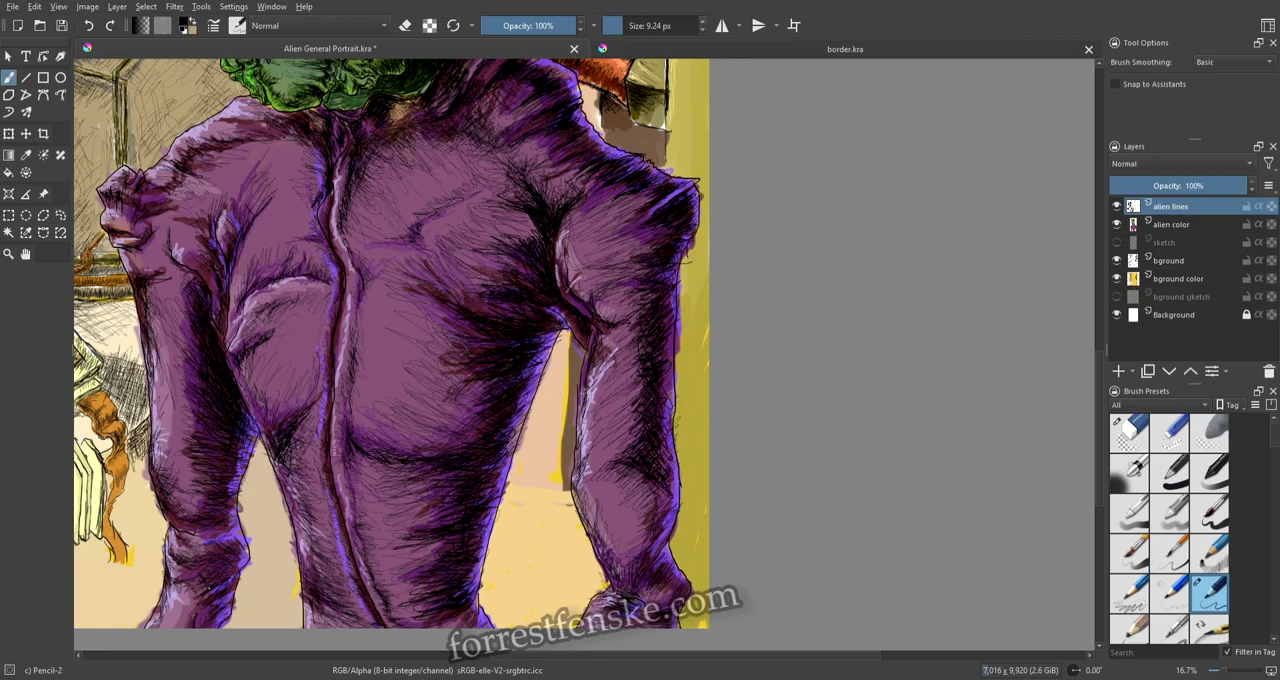 File Edit View Image Layer Select Filter Tools Settings Window Help
Normal
Opacity: 100%
Size: 9.24 px
Alien General Portrait.kra *
border.kra
Tool Options
Brush Smoothing:
Basic
Snap to Assistants
Layers
Normal
Opacity: 100%
alien lines
alien color
sketch
bground
bground color
bground sjketch
Background
Brush Presets
All
Tag
Search
Filter in Tag
forrestfenske.com
c) Pencil-2
RGB/Alpha (8-bit integer/channel) sRGB-elle-V2-srgbtrc.icc
7,016 x 9,920 (2.6 GiB)
0.00°
16.7%